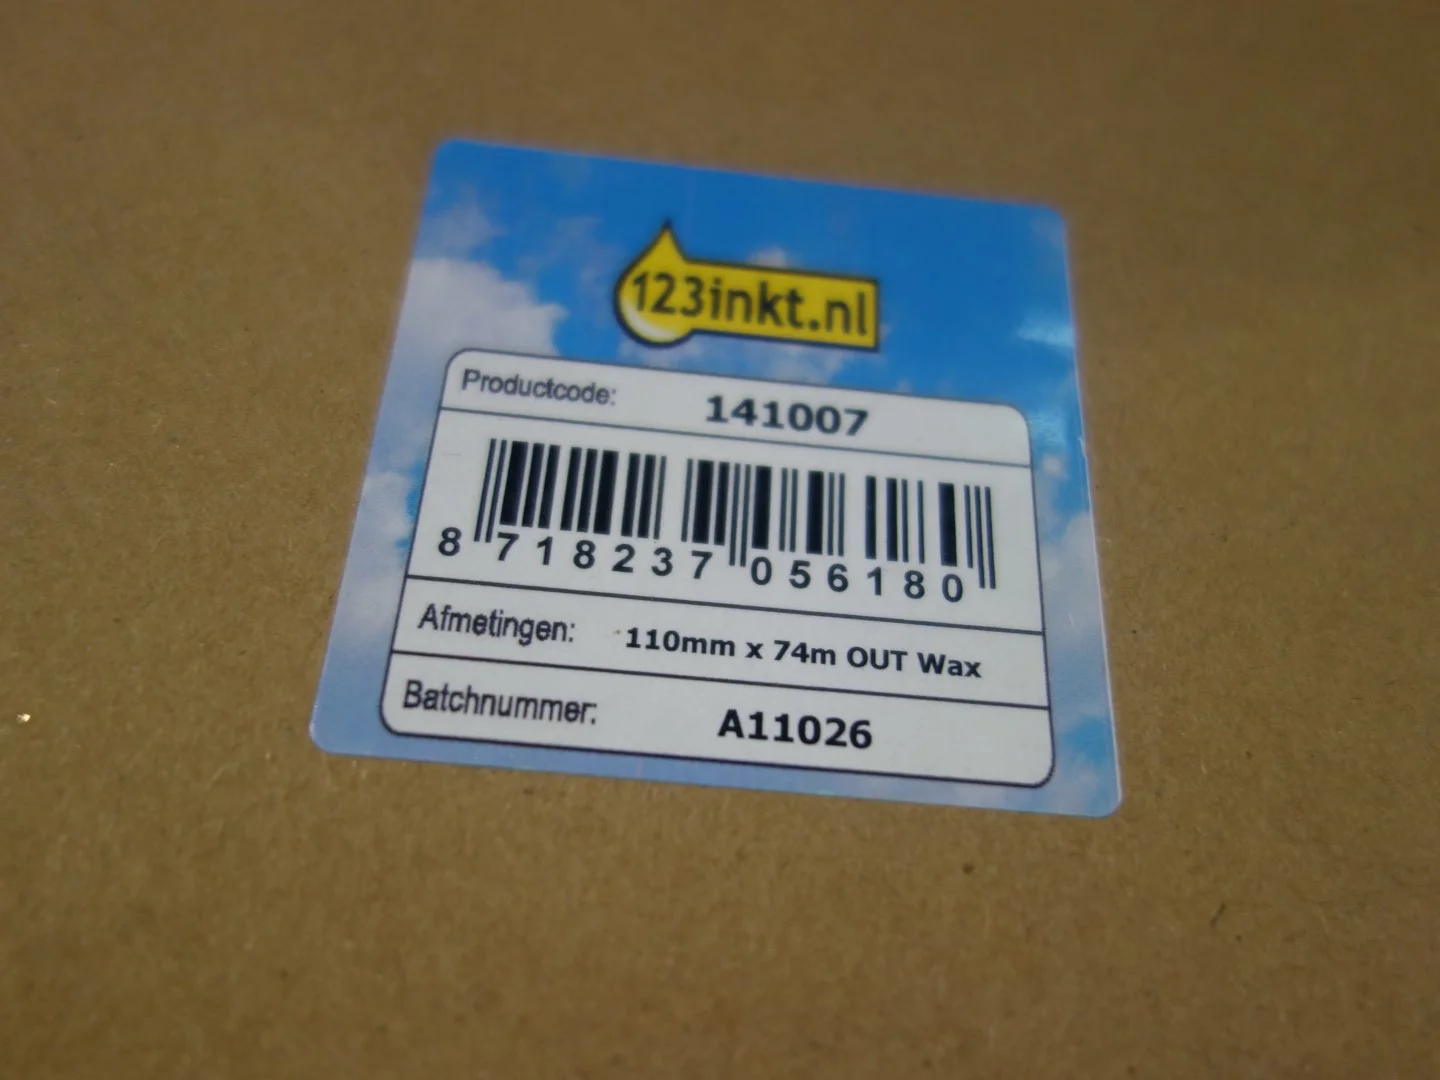 123inkt.nl
Productcode: 141007
8 718237 056180
Afmetingen: 110mm x 74m OUT Wax
Batchnummer: A11026